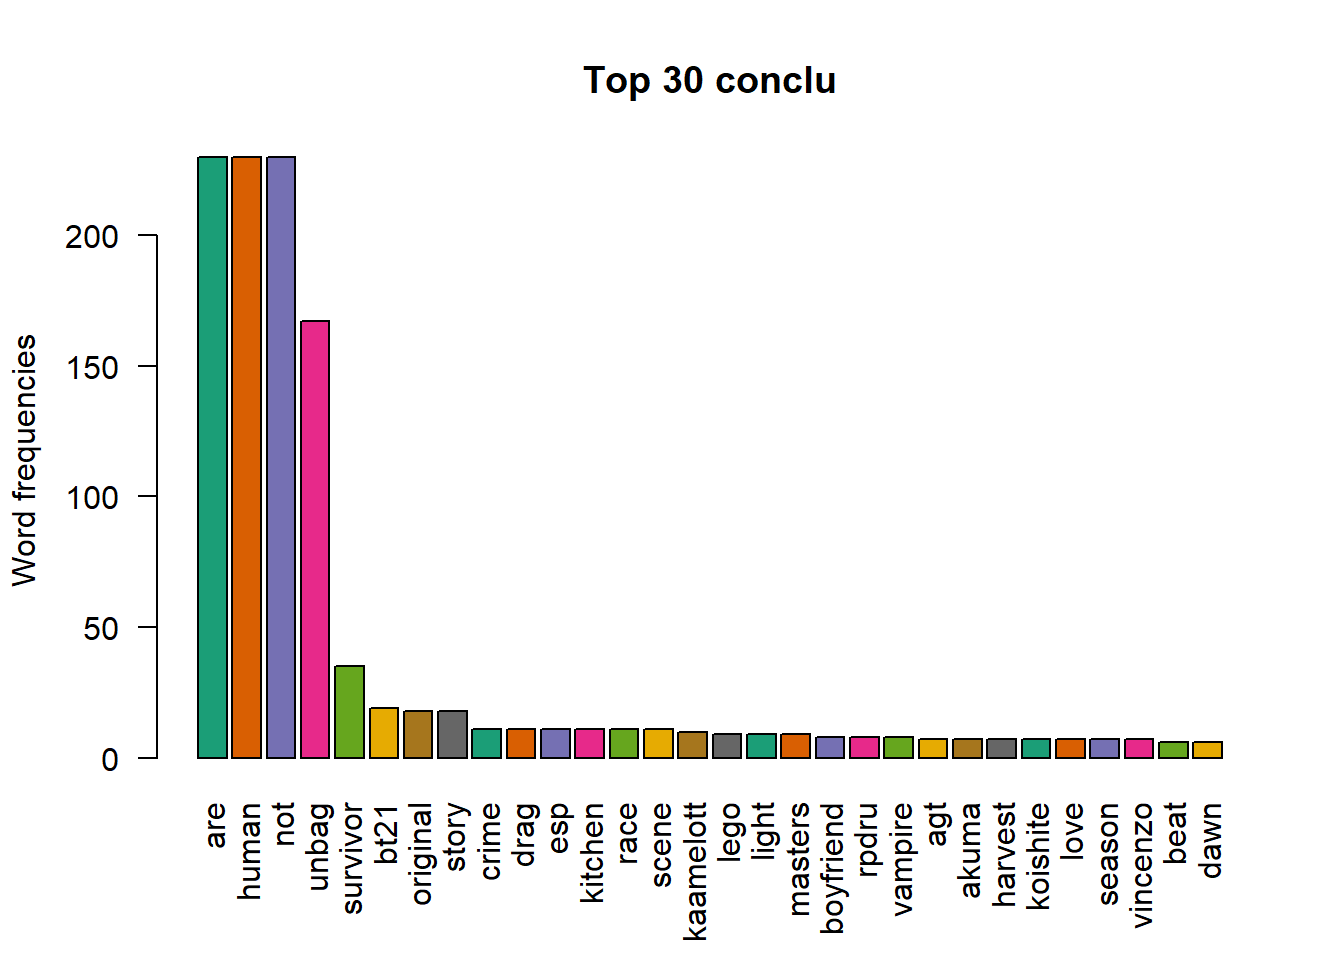 Top 30 conclu
Word frequencies
200
150
100
50
0
are
human
not
unbag
survivor
bt21
original
story
crime
drag
esp
kitchen
race
scene
kaamelott
lego
light
masters
boyfriend
rpdru
vampire
agt
akuma
harvest
koishite
love
season
vincenzo
beat
dawn